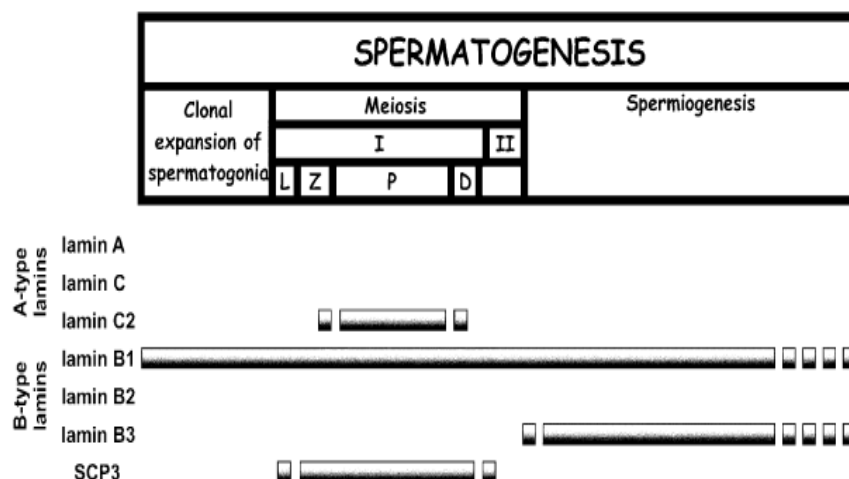 SPERMATOGENESIS
Clonal
expansion of
spermatogonia
Meiosis
Spermiogenesis
I
II
L
Z
P
D
A-type
lamins
lamin A
lamin C
lamin C2
B-type
lamins
lamin B1
lamin B2
lamin B3
SCP3